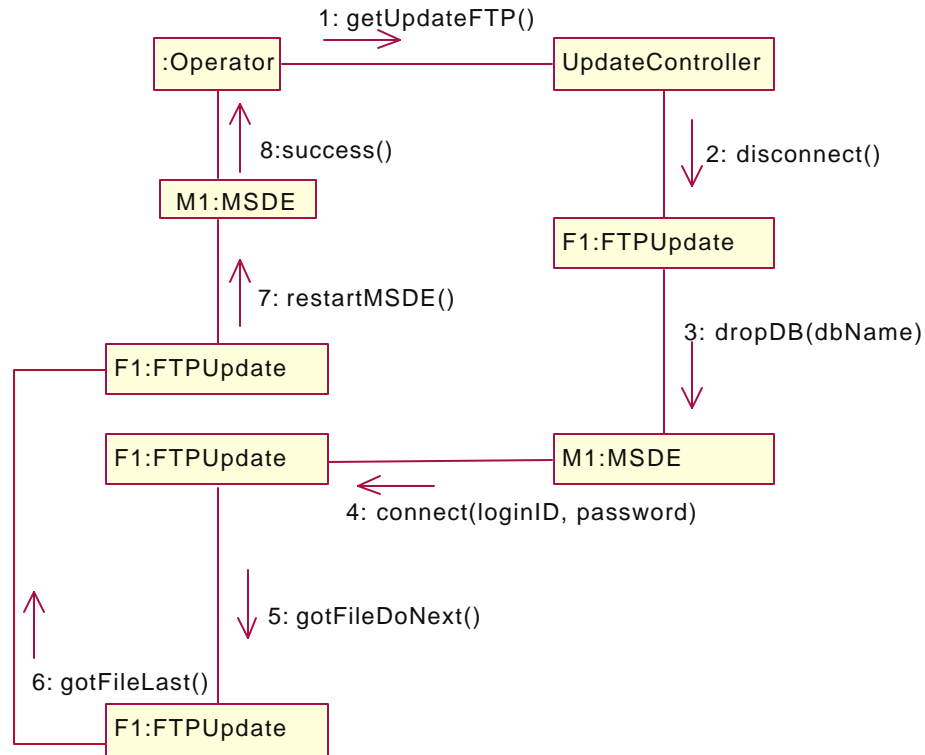 1: getUpdateFTP()
:Operator
UpdateController
8:success()
2: disconnect()
M1:MSDE
F1:FTPUpdate
7: restartMSDE()
3: dropDB(dbName)
F1:FTPUpdate
F1:FTPUpdate
M1:MSDE
4: connect(loginID, password)
5: gotFileDoNext()
6: gotFileLast()
F1:FTPUpdate